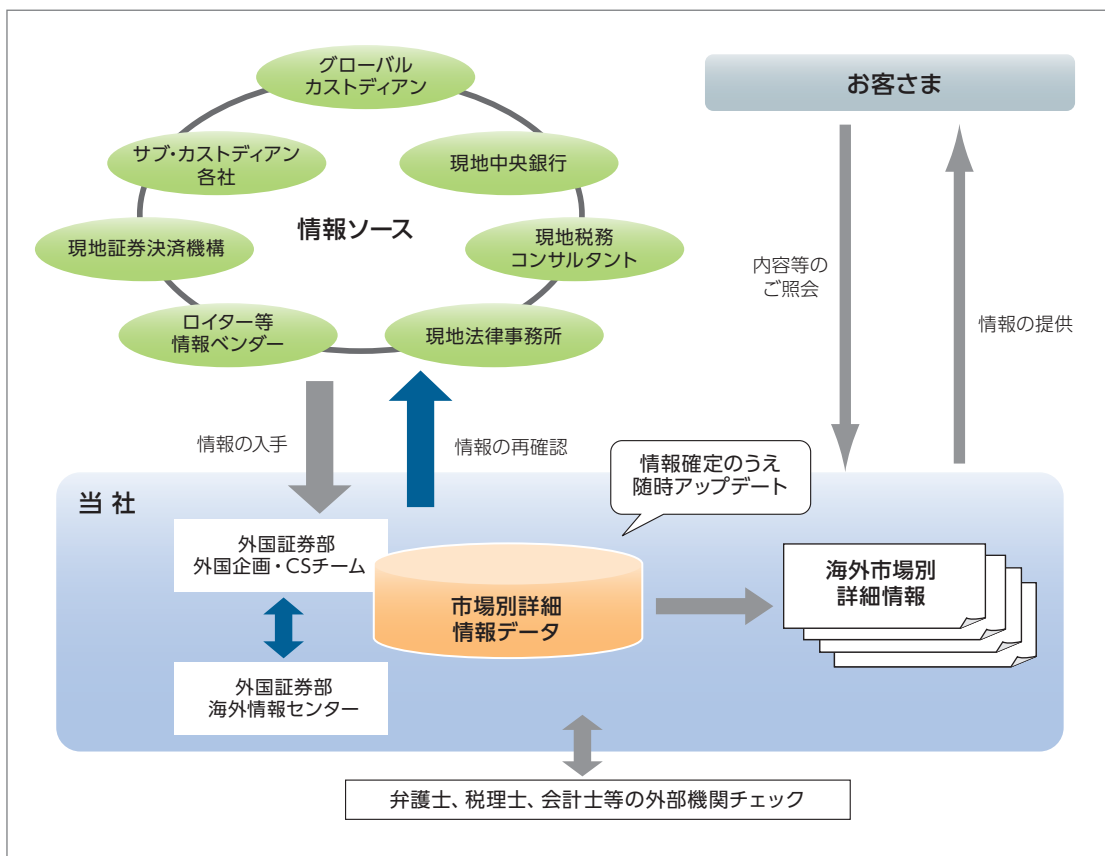 グローバル
カストディアン
サブ・カストディアン
各社
現地中央銀行
情報ソース
現地証券決済機構
現地税務
コンサルタント
ロイター等
情報ベンダー
現地法律事務所
お客さま
内容等の
ご照会
情報の提供
情報の入手
情報の再確認
情報確定のうえ
随時アップデート
当社
外国証券部
外国企画・CSチーム
市場別詳細
情報データ
海外市場別
詳細情報
外国証券部
海外情報センター
弁護士、税理士、会計士等の外部機関チェック